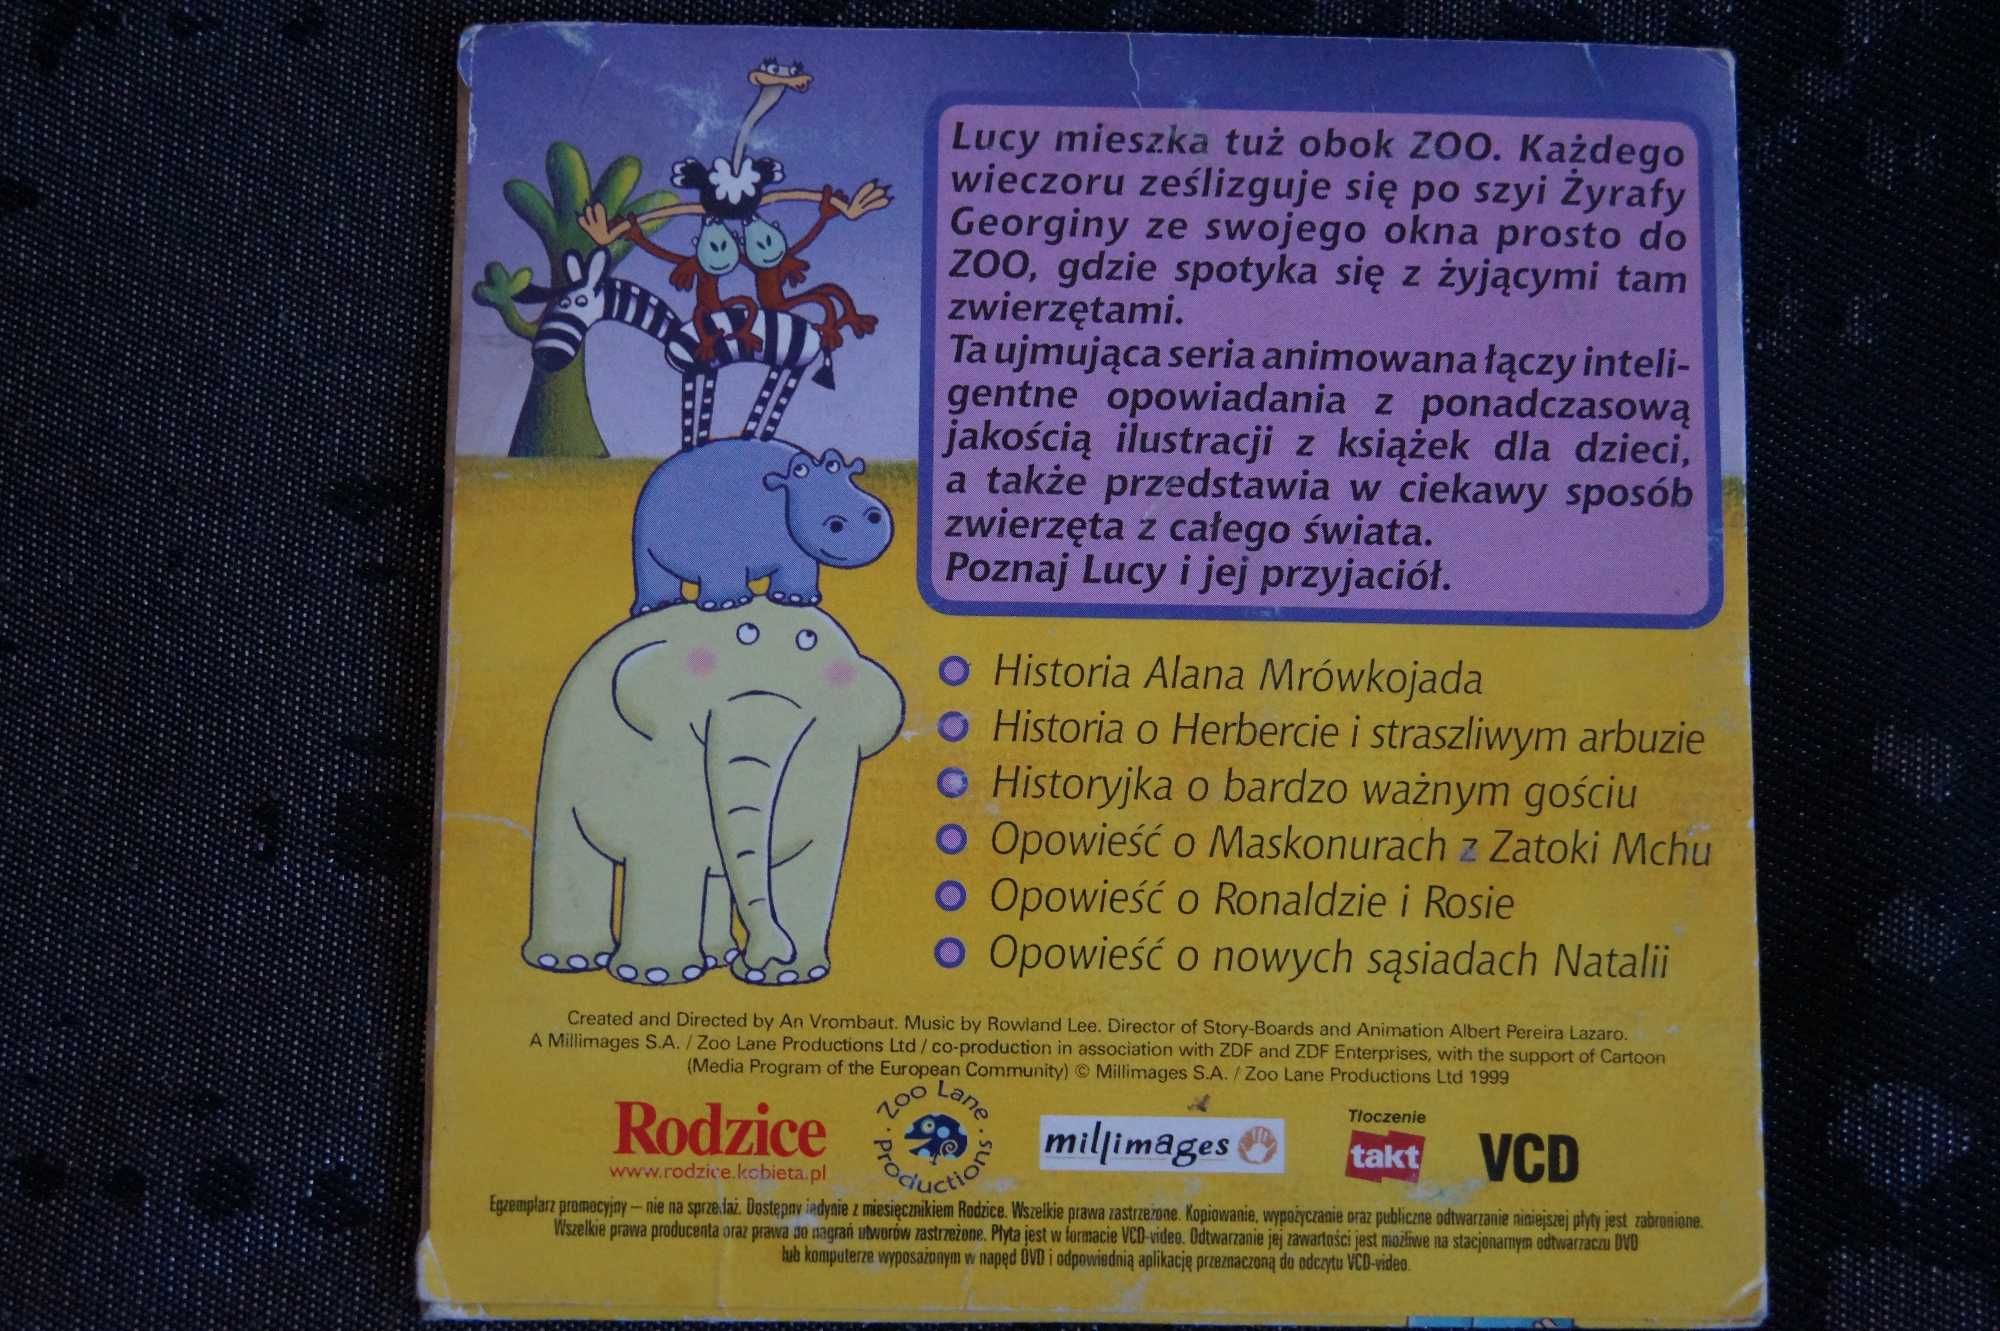 Lucy mieszka tuż obok ZOO. Każdego
wieczoru ześlizguje się po szyi Żyrafy
Georginy ze swojego okna prosto do
ZOO, gdzie spotyka się z żyjącymi tam
zwierzętami.
Ta ujmująca seria animowana łączy inteli-
gentne opowiadania z ponadczasową
jakością ilustracji z książek dla dzieci,
a także przedstawia w ciekawy sposób
zwierzęta z całego świata.
Poznaj Lucy i jej przyjaciół.
Historia Alana Mrówkojada
Historia o Herbercie i straszliwym arbuzie
Historyjka o bardzo ważnym gościu
Opowieść o Maskonurach z Zatoki Mchu
Opowieść o Ronaldzie i Rosie
Opowieść o nowych sąsiadach Natalii
Created and Directed by An Vrombaut. Music by Rowland Lee. Director of Story-Boards and Animation Albert Pereira Lazaro.
A Millimages S.A. / Zoo Lane Productions Ltd / co-production in association with ZDF and ZDF Enterprises, with the support of Cartoon
(Media Program of the European Community) © Millimages S.A. / Zoo Lane Productions Ltd 1999
Rodzice
www.rodzice.kobieta.pl
Zoo Lane
Productions
millimages
Tłoczenie
takt
VCD
Egzemplarz promocyjny – nie na sprzedaż. Dostępny jedynie z miesięcznikiem Rodzice. Wszelkie prawa zastrzeżone. Kopiowanie, wypożyczanie oraz publiczne odtwarzanie niniejszej płyty jest zabronione.
Wszelkie prawa producenta oraz prawa do nagrań utworów zastrzeżone. Płyta jest w formacie VCD-video. Odtwarzanie jej zawartości jest możliwe na stacjonarnym odtwarzaczu DVD
lub komputerze wyposażonym w napęd DVD i odpowiednią aplikację przeznaczoną do odczytu VCD-video.